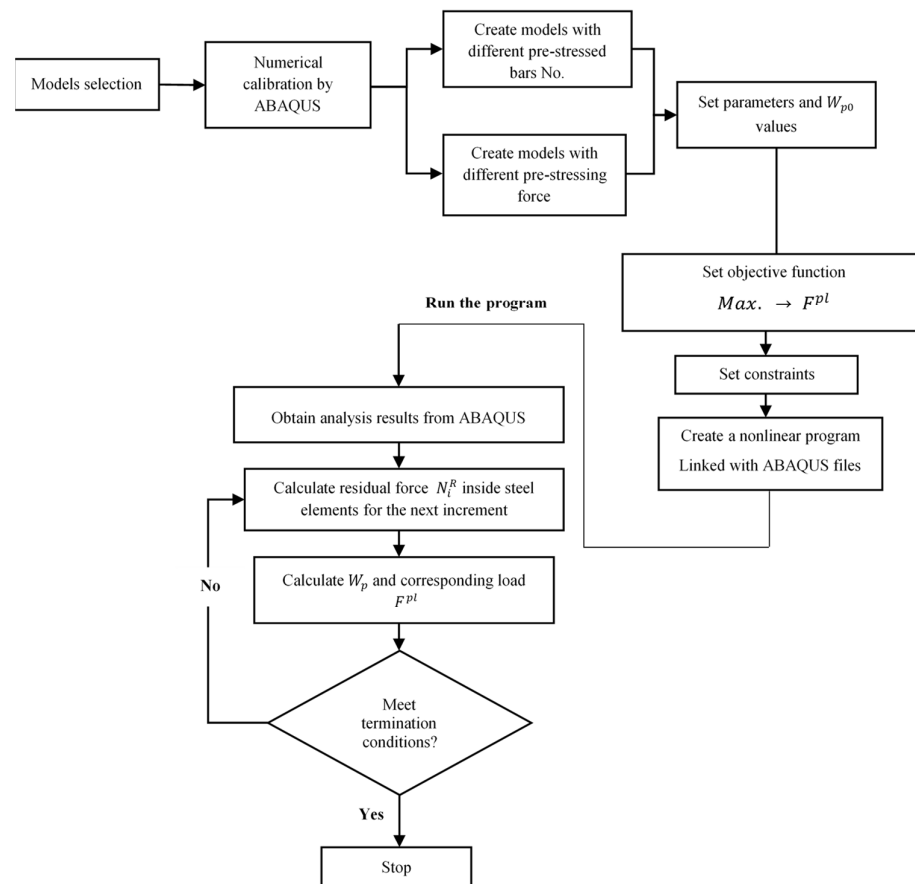 Models selection
Numerical
calibration by
ABAQUS
Create models with
different pre-stressed
bars No.
Create models with
different pre-stressing
force
Set parameters and W_{p0}
values
Set objective function
Max. → F^{pl}
Set constraints
Create a nonlinear program
Linked with ABAQUS files
Run the program
Obtain analysis results from ABAQUS
Calculate residual force N_i^R inside steel
elements for the next increment
Calculate W_p and corresponding load
F^{pl}
No
Meet
termination
conditions?
Yes
Stop